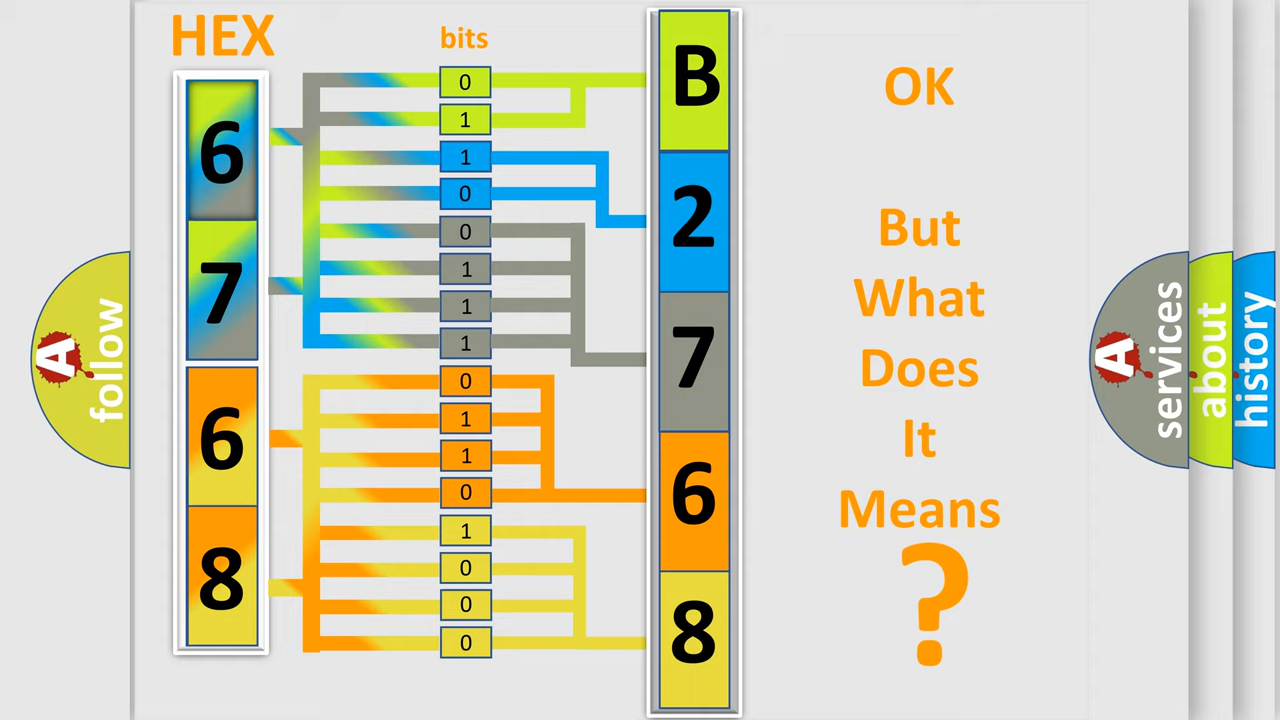 HEX
bits
6
7
6
8
0
1
1
0
0
1
1
1
0
1
1
0
1
0
0
0
B
2
7
6
8
OK
But
What
Does
It
Means
?
A
follow
A
services
about
history